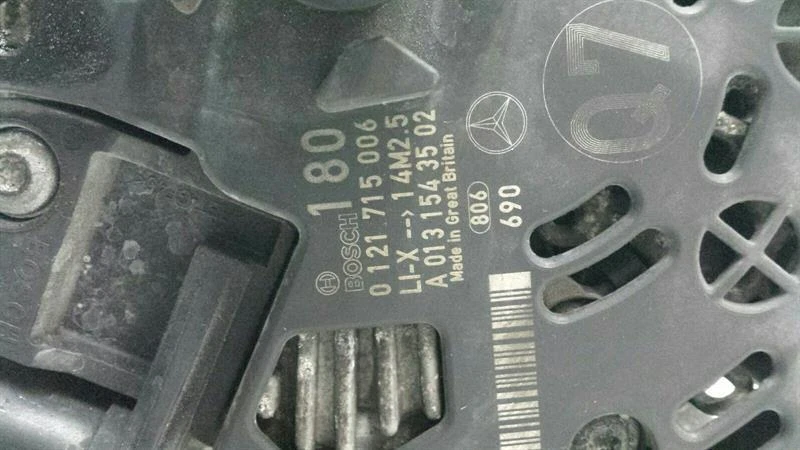 BOSCH 180
0 121 715 006
LI-X --> 14M2.5
A 013 154 35 02
Made in Great Britain
806
690
Q7